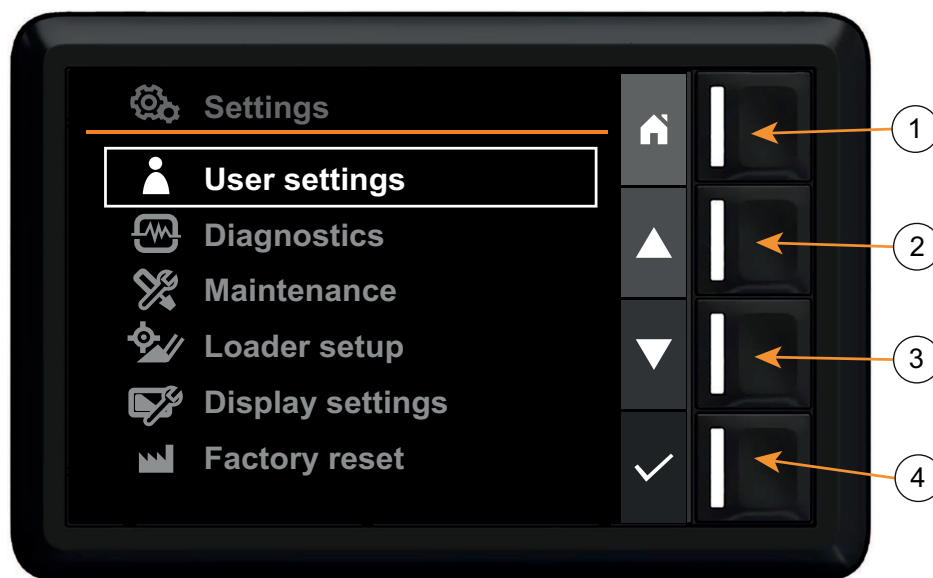 Settings
User settings
Diagnostics
Maintenance
Loader setup
Display settings
Factory reset
1
2
3
4